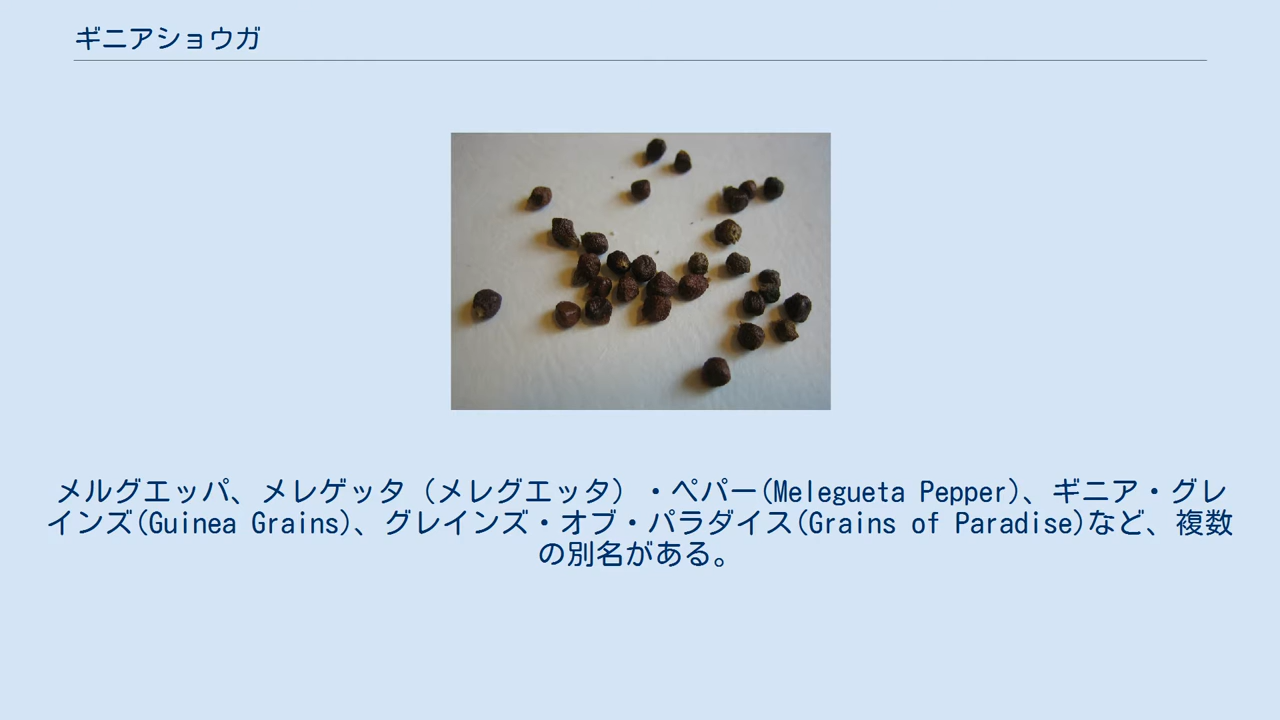 ギニアショウガ
メルグエッパ、メレゲッタ（メレグエッタ）・ペパー(Melegueta Pepper)、ギニア・グレ
インズ(Guinea Grains)、グレインズ・オブ・パラダイス(Grains of Paradise)など、複数
の別名がある。